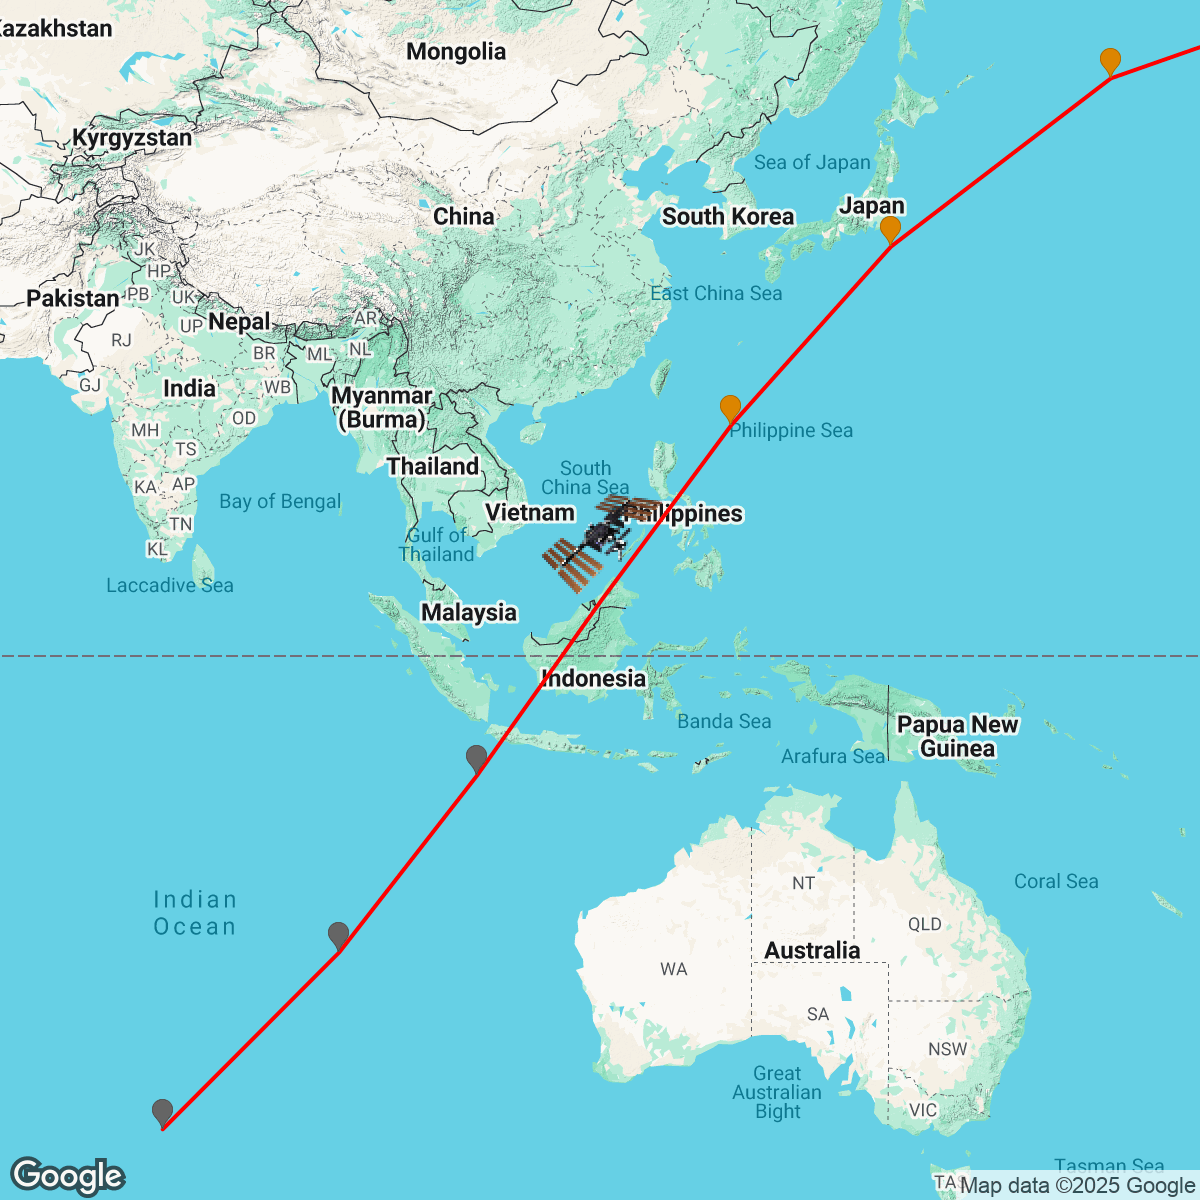 Kazakhstan
Mongolia
Kyrgyzstan
Sea of Japan
Japan
China
South Korea
JK
HP
PB
UK
Pakistan
East China Sea
Nepal
UP
AR
RJ
BR
ML
NL
GJ
India
WB
Myanmar
(Burma)
OD
MH
TS
Philippine Sea
Thailand
South
China Sea
KA
AP
Bay of Bengal
Vietnam
Philippines
TN
Gulf of
Thailand
KL
Laccadive Sea
Malaysia
Indonesia
Banda Sea
Papua New
Guinea
Arafura Sea
NT
Coral Sea
Indian
Ocean
QLD
Australia
WA
SA
NSW
Great
Australian
Bight
VIC
Tasman Sea
TAS
Google
Map data ©2025 Google